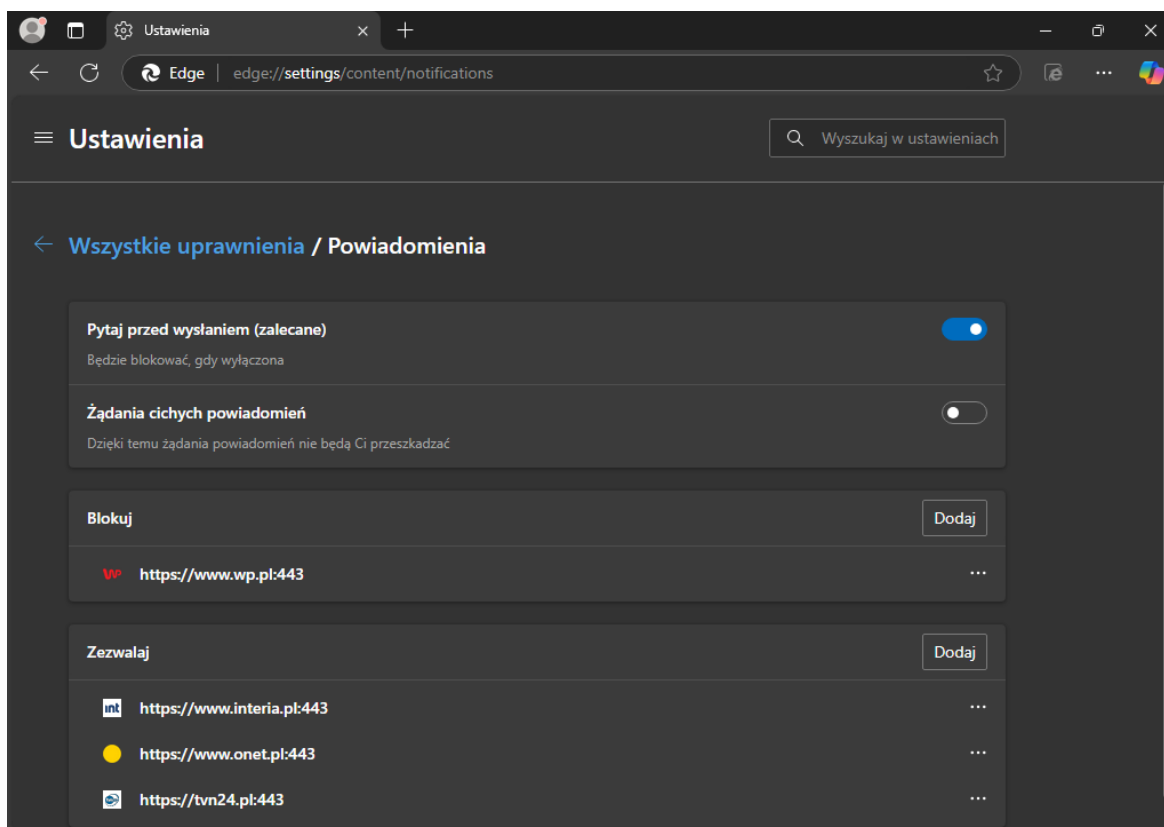 Ustawienia
Edge | edge://settings/content/notifications
Ustawienia
Wyszukaj w ustawieniach
Wszystkie uprawnienia / Powiadomienia
Pytaj przed wysłaniem (zalecane)
Będzie blokować, gdy wyłączona
Żądania cichych powiadomień
Dzięki temu żądania powiadomień nie będą Ci przeszkadzać
Blokuj
Dodaj
WP https://www.wp.pl:443
Zezwalaj
Dodaj
int https://www.interia.pl:443
https://www.onet.pl:443
https://tvn24.pl:443